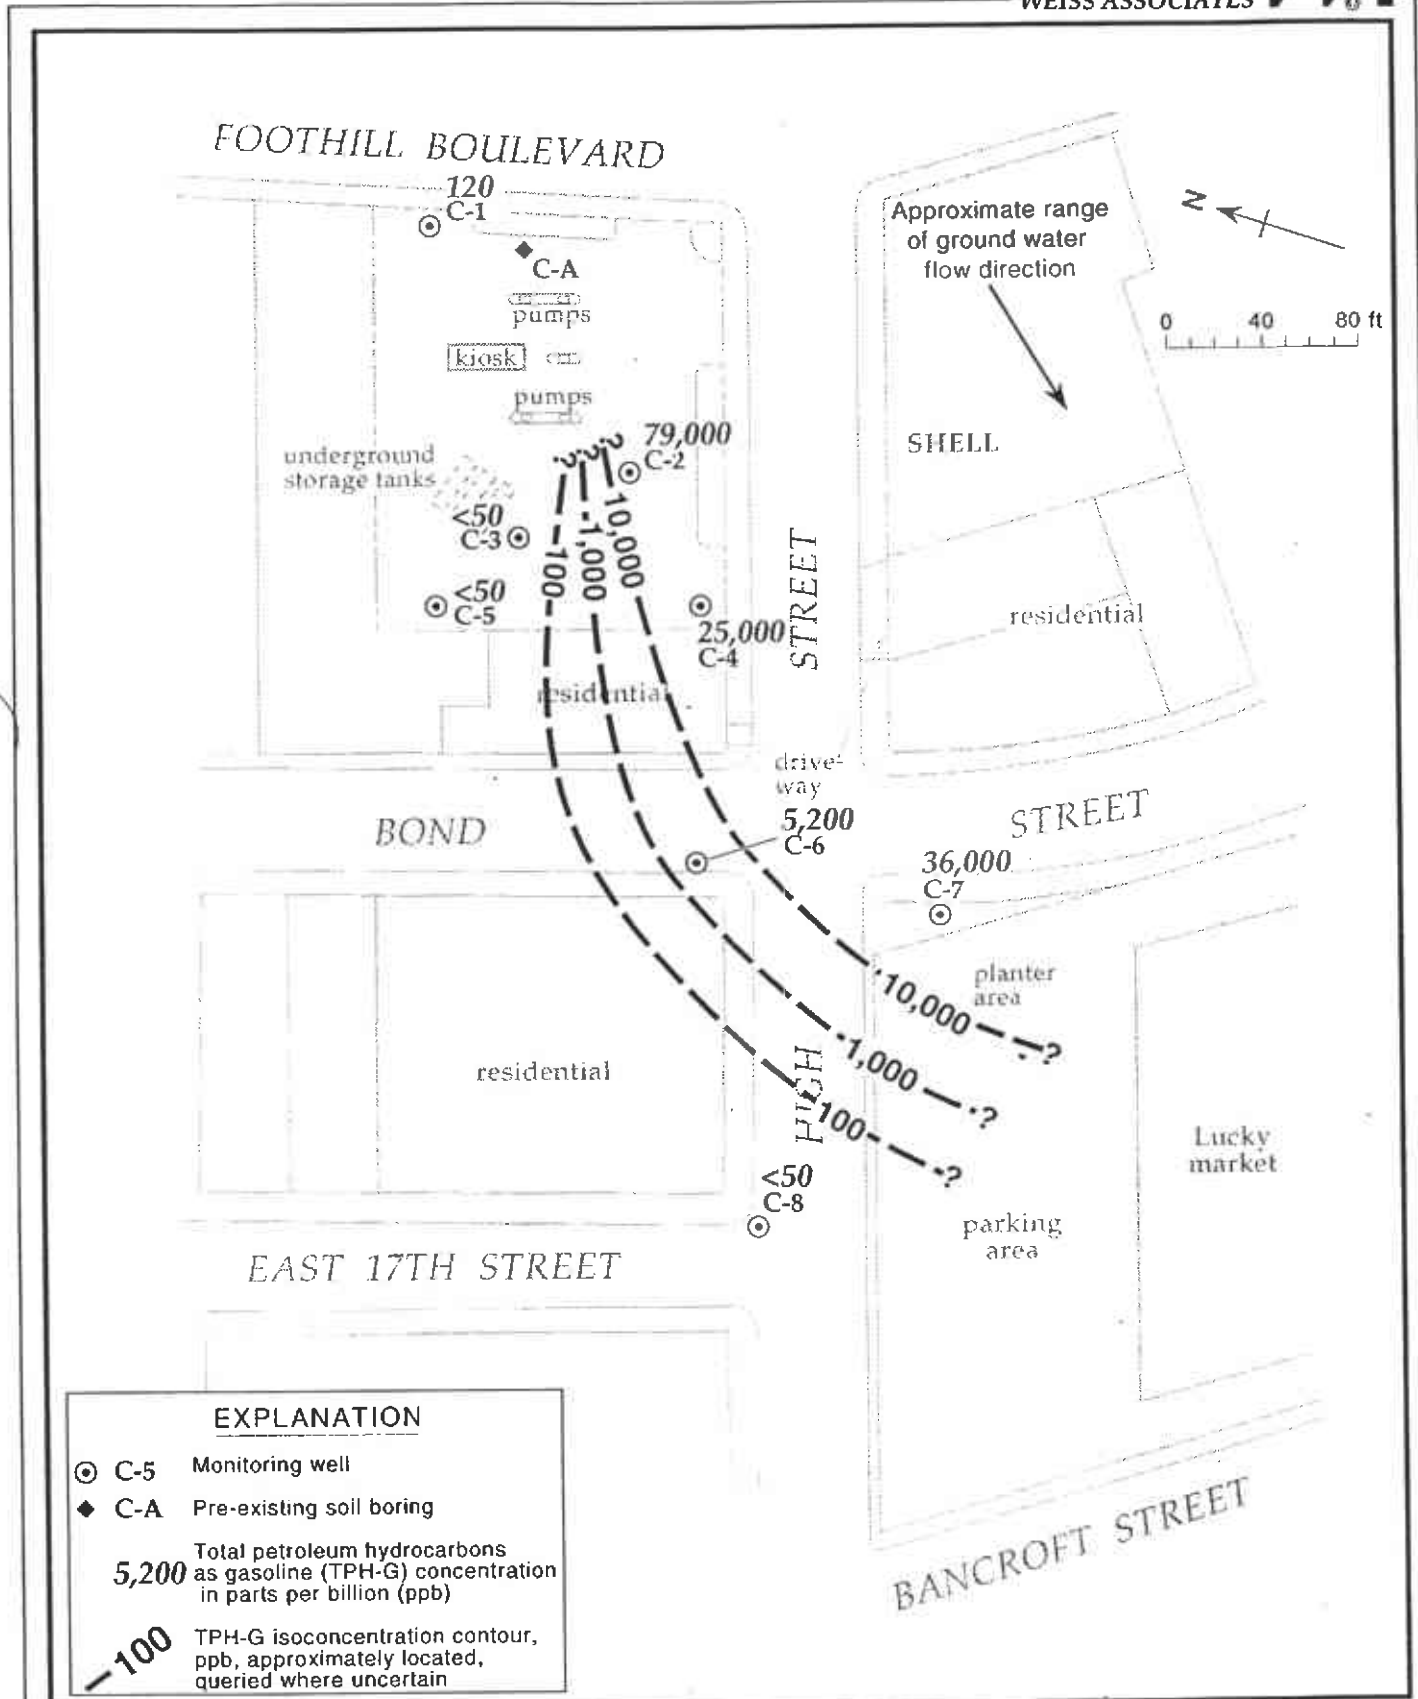 WEISS ASSOCIATES
FOOTHILL BOULEVARD
120
C-1
C-A
pumps
kiosk
pumps
underground
storage tanks
79,000
C-2
<50
C-3
<50
C-5
25,000
C-4
?
?
?
100
1,000
10,000
residential
STREET
Approximate range
of ground water
flow direction
N
0 40 80 ft
SHELL
residential
drive-
way
BOND
STREET
5,200
C-6
36,000
C-7
planter
area
10,000
?
1,000
?
100
?
HIGH
residential
<50
C-8
Lucky
market
parking
area
EAST 17TH STREET
BANCROFT STREET
EXPLANATION
C-5 Monitoring well
C-A Pre-existing soil boring
5,200 Total petroleum hydrocarbons
as gasoline (TPH-G) concentration
in parts per billion (ppb)
100 TPH-G isoconcentration contour,
ppb, approximately located,
queried where uncertain